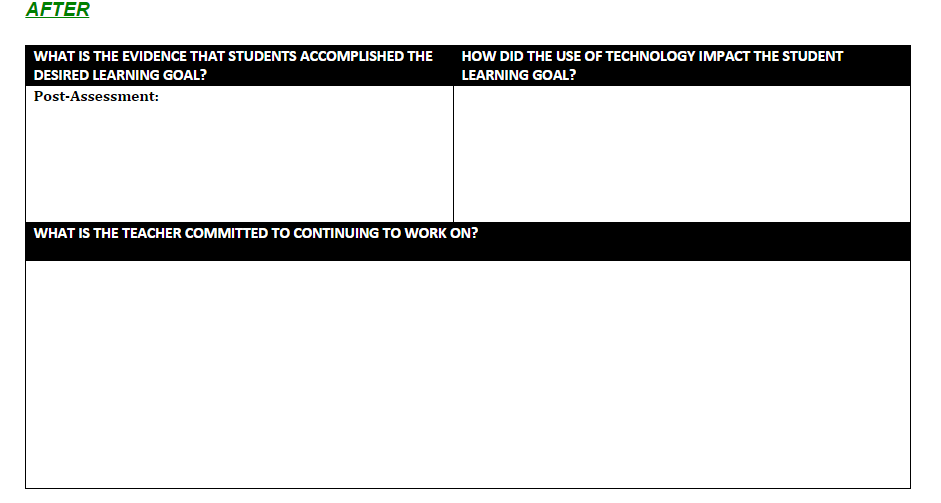 AFTER
WHAT IS THE EVIDENCE THAT STUDENTS ACCOMPLISHED THE
DESIRED LEARNING GOAL?
HOW DID THE USE OF TECHNOLOGY IMPACT THE STUDENT
LEARNING GOAL?
Post-Assessment:
WHAT IS THE TEACHER COMMITTED TO CONTINUING TO WORK ON?